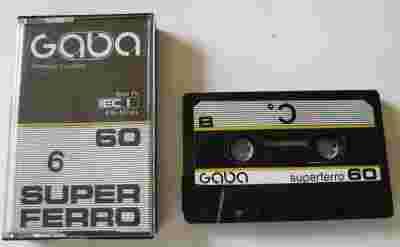 Gaba
IEC I
60
6
SUPER
FERRO
B
Gaba
superferro 60